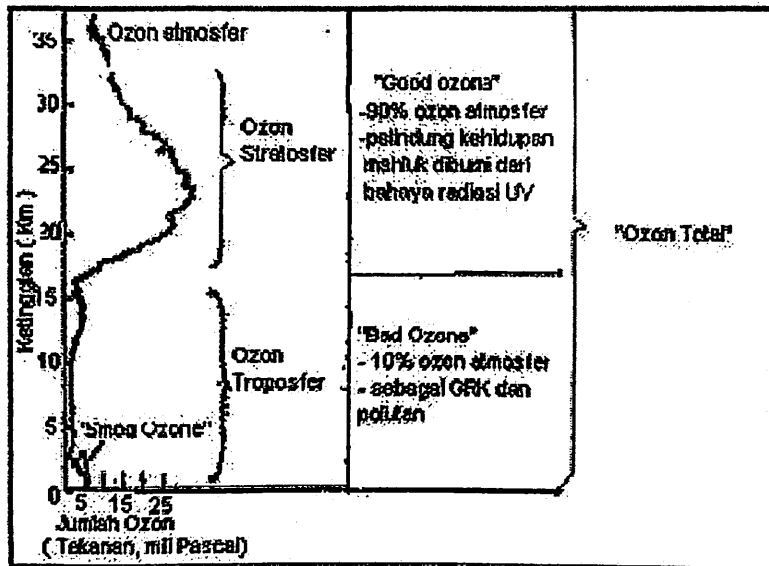 35
30
25
20
15
10
5
0
Ketinggian ( Km )
Ozon atmosfer
Ozon
Stratosfer
Ozon
Troposfer
"Smog Ozone"
5 15 25
Jumlah Ozon
( Tekanan, mili Pascal)
"Good ozone"
-90% ozon atmosfer
-pelindung kehidupan
mahluk dibumi dari
bahaya radiasi UV
"Bad Ozone"
- 10% ozon atmosfer
- sebagai GRK dan
polutan
"Ozon Total"